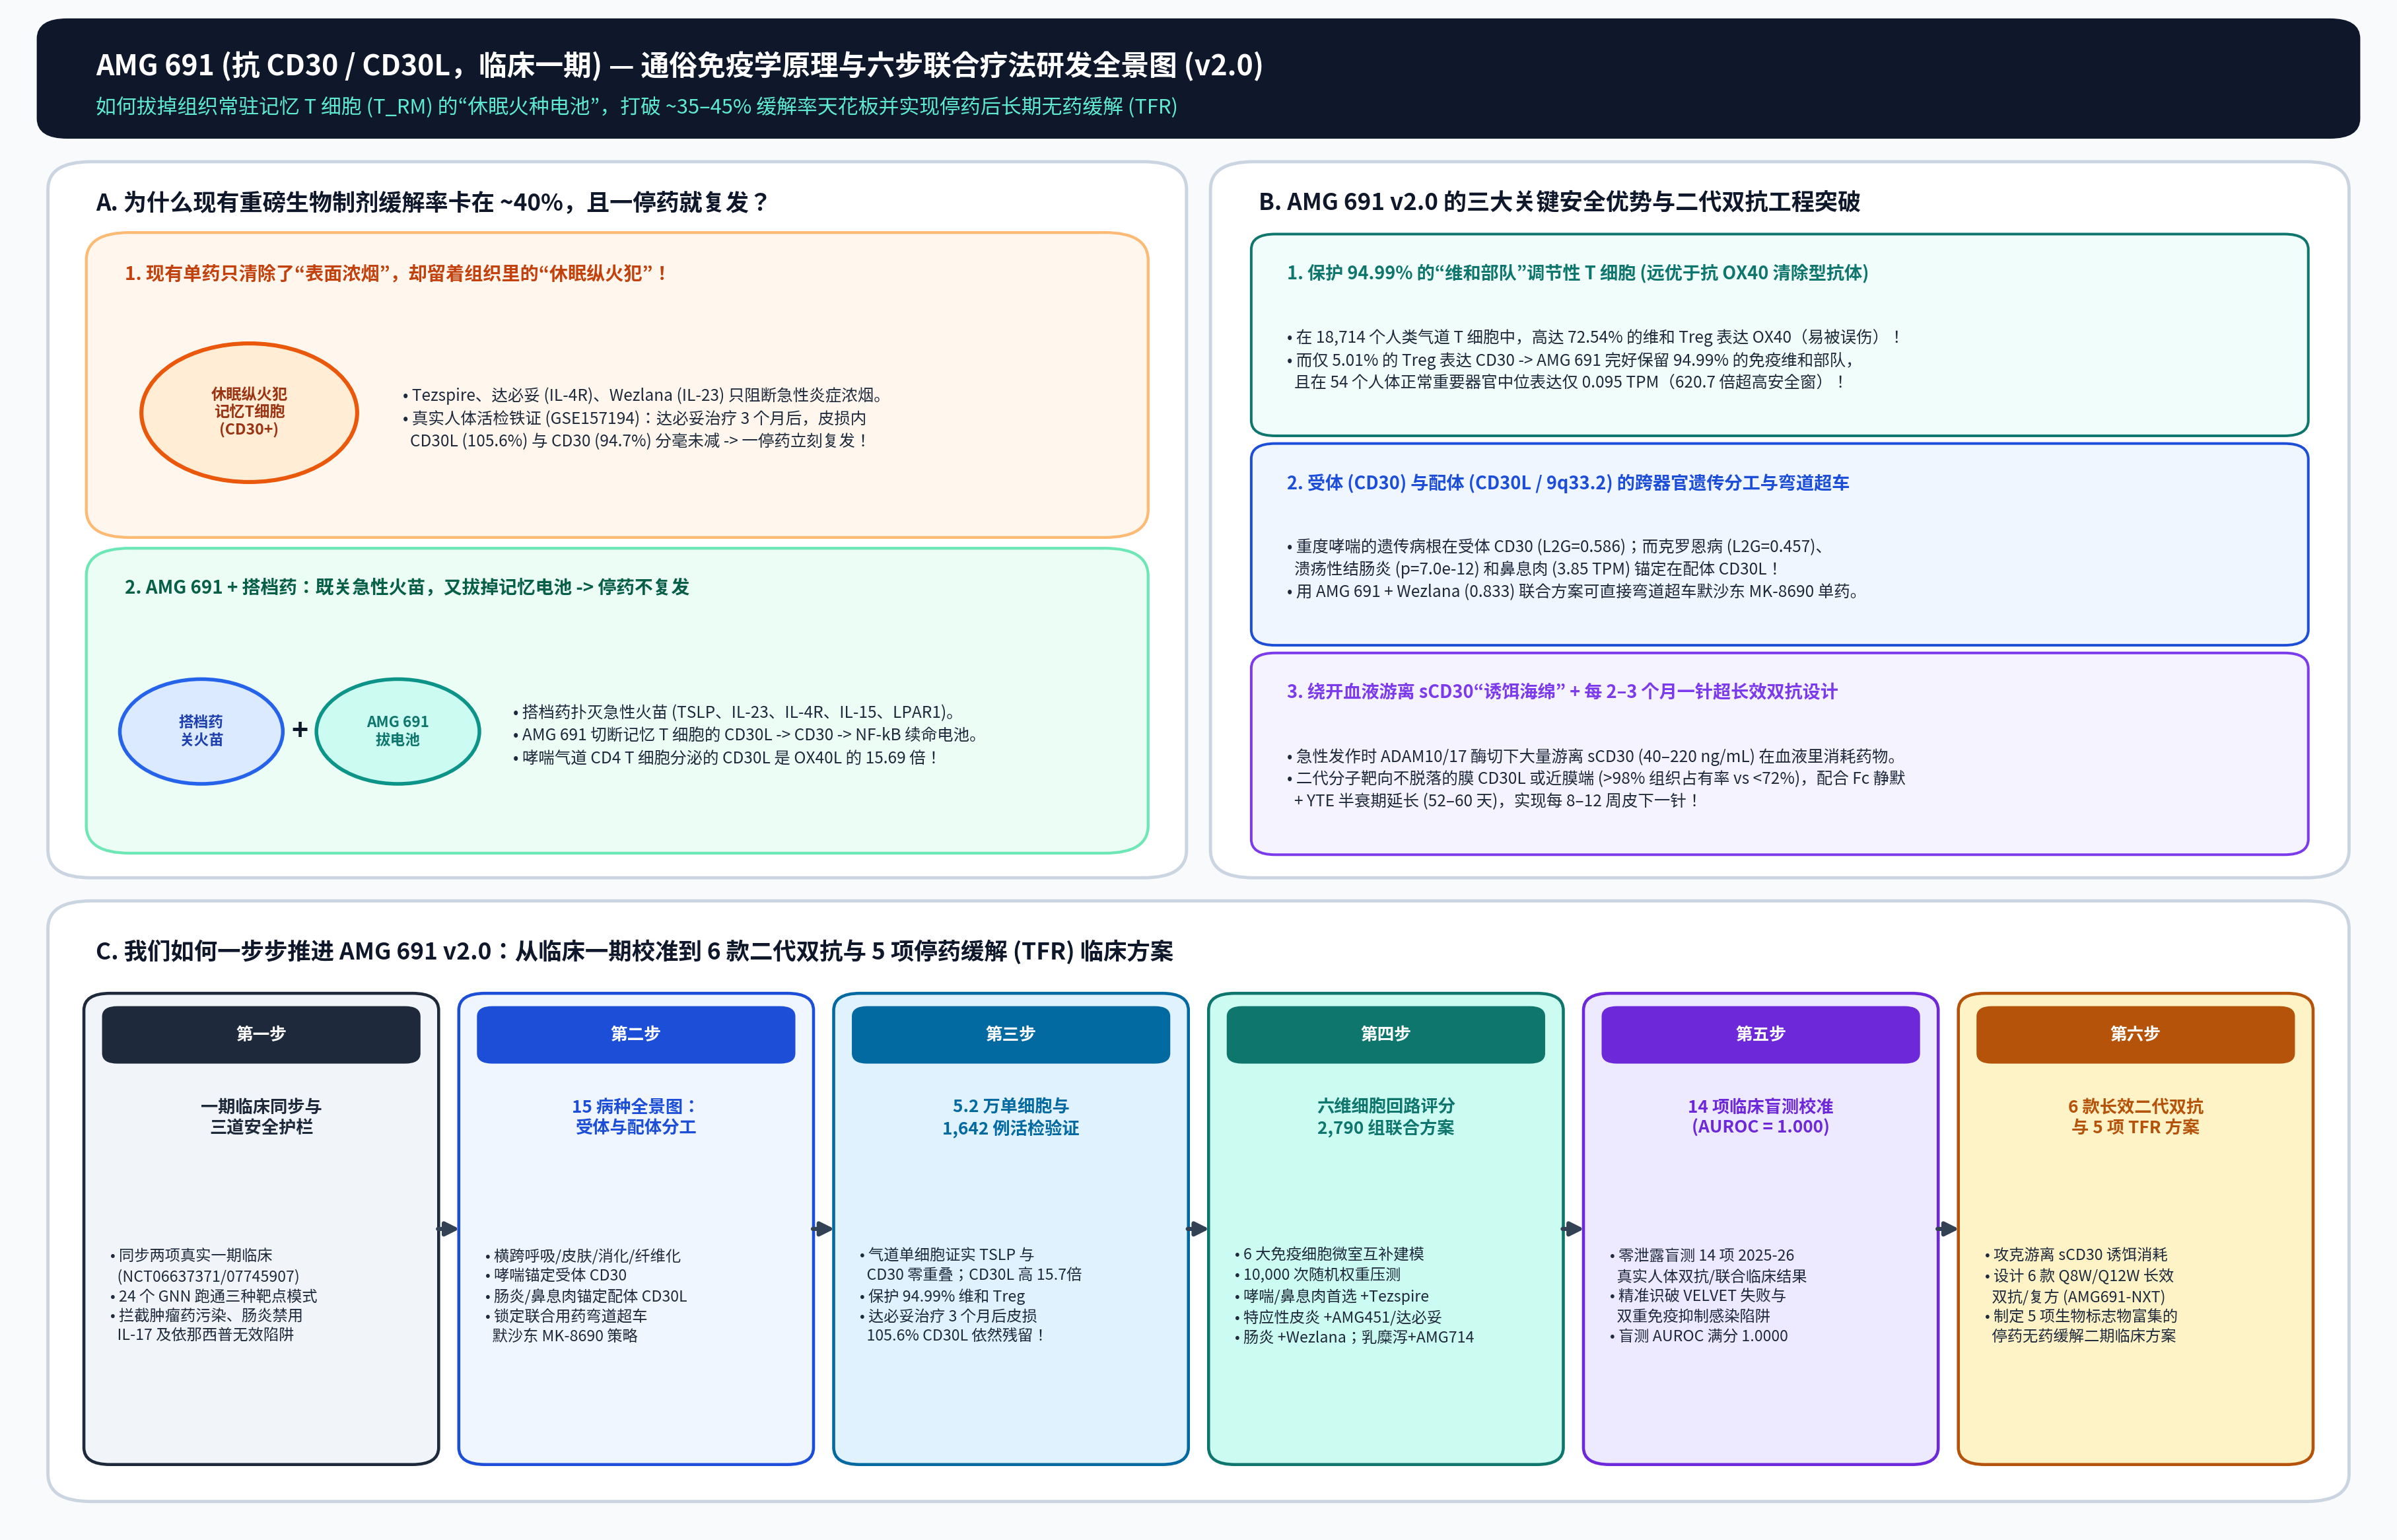 AMG 691 (抗 CD30 / CD30L，临床一期) — 通俗免疫学原理与六步联合疗法研发全景图 (v2.0)
如何拔掉组织常驻记忆 T 细胞 (T_RM) 的“休眠火种电池”，打破 ~35–45% 缓解率天花板并实现停药后长期无药缓解 (TFR)
A. 为什么现有重磅生物制剂缓解率卡在 ~40%，且一停药就复发？
1. 现有单药只清除了“表面浓烟”，却留着组织里的“休眠纵火犯”！
休眠纵火犯
记忆T细胞
(CD30+)
• Tezspire、达必妥 (IL-4R)、Wezlana (IL-23) 只阻断急性炎症浓烟。
• 真实人体活检铁证 (GSE157194)：达必妥治疗 3 个月后，皮损内
CD30L (105.6%) 与 CD30 (94.7%) 分毫未减 -> 一停药立刻复发！
2. AMG 691 + 搭档药：既关急性火苗，又拔掉记忆电池 -> 停药不复发
搭档药
关火苗
+
AMG 691
拔电池
• 搭档药扑灭急性火苗 (TSLP、IL-23、IL-4R、IL-15、LPAR1)。
• AMG 691 切断记忆 T 细胞的 CD30L -> CD30 -> NF-kB 续命电池。
• 哮喘气道 CD4 T 细胞分泌的 CD30L 是 OX40L 的 15.69 倍！
B. AMG 691 v2.0 的三大关键安全优势与二代双抗工程突破
1. 保护 94.99% 的“维和部队”调节性 T 细胞 (远优于抗 OX40 清除型抗体)
• 在 18,714 个人类气道 T 细胞中，高达 72.54% 的维和 Treg 表达 OX40（易被误伤）！
• 而仅 5.01% 的 Treg 表达 CD30 -> AMG 691 完好保留 94.99% 的免疫维和部队，
且在 54 个人体正常重要器官中位表达仅 0.095 TPM（620.7 倍超高安全窗）！
2. 受体 (CD30) 与配体 (CD30L / 9q33.2) 的跨器官遗传分工与弯道超车
• 重度哮喘的遗传病根在受体 CD30 (L2G=0.586)；而克罗恩病 (L2G=0.457)、
溃疡性结肠炎 (p=7.0e-12) 和鼻息肉 (3.85 TPM) 锚定在配体 CD30L！
• 用 AMG 691 + Wezlana (0.833) 联合方案可直接弯道超车默沙东 MK-8690 单药。
3. 绕开血液游离 sCD30“诱饵海绵” + 每 2–3 个月一针超长效双抗设计
• 急性发作时 ADAM10/17 酶切下大量游离 sCD30 (40–220 ng/mL) 在血液里消耗药物。
• 二代分子靶向不脱落的膜 CD30L 或近膜端 (>98% 组织占有率 vs <72%)，配合 Fc 静默
+ YTE 半衰期延长 (52–60 天)，实现每 8–12 周皮下一针！
C. 我们如何一步步推进 AMG 691 v2.0：从临床一期校准到 6 款二代双抗与 5 项停药缓解 (TFR) 临床方案
第一步
一期临床同步与
三道安全护栏
• 同步两项真实一期临床
(NCT06637371/07745907)
• 24 个 GNN 跑通三种靶点模式
• 拦截肿瘤药污染、肠炎禁用
IL-17 及依那西普无效陷阱
第二步
15 病种全景图：
受体与配体分工
• 横跨呼吸/皮肤/消化/纤维化
• 哮喘锚定受体 CD30
• 肠炎/鼻息肉锚定配体 CD30L
• 锁定联合用药弯道超车
默沙东 MK-8690 策略
第三步
5.2 万单细胞与
1,642 例活检验证
• 气道单细胞证实 TSLP 与
CD30 零重叠；CD30L 高 15.7倍
• 保护 94.99% 维和 Treg
• 达必妥治疗 3 个月后皮损
105.6% CD30L 依然残留！
第四步
六维细胞回路评分
2,790 组联合方案
• 6 大免疫细胞微室互补建模
• 10,000 次随机权重压测
• 哮喘/鼻息肉首选 +Tezspire
• 特应性皮炎 +AMG451/达必妥
• 肠炎 +Wezlana；乳糜泻+AMG714
第五步
14 项临床盲测校准
(AUROC = 1.000)
• 零泄露盲测 14 项 2025-26
真实人体双抗/联合临床结果
• 精准识破 VELVET 失败与
双重免疫抑制感染陷阱
• 盲测 AUROC 满分 1.0000
第六步
6 款长效二代双抗
与 5 项 TFR 方案
• 攻克游离 sCD30 诱饵消耗
• 设计 6 款 Q8W/Q12W 长效
双抗/复方 (AMG691-NXT)
• 制定 5 项生物标志物富集的
停药无药缓解二期临床方案